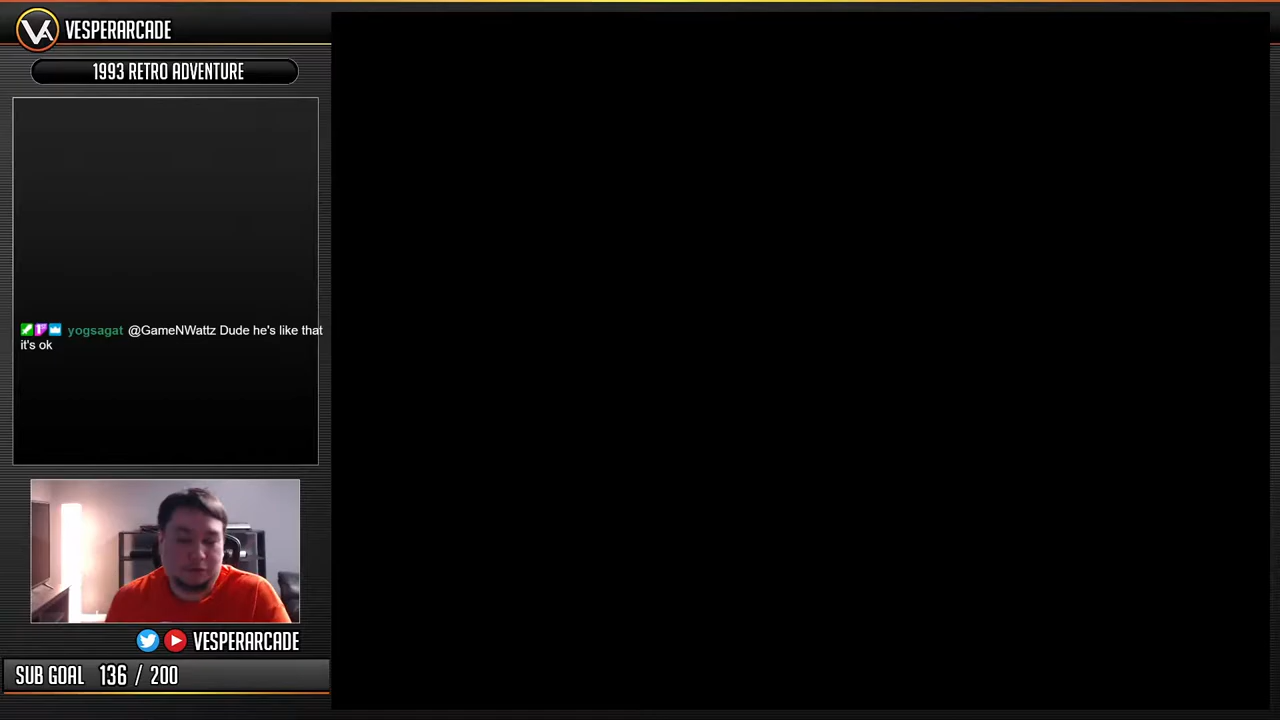 VESPERARCADE
1993 RETRO ADVENTURE
yogsagat @GameNWattz Dude he's like that
it's ok
VESPERARCADE
SUB GOAL 136 / 200